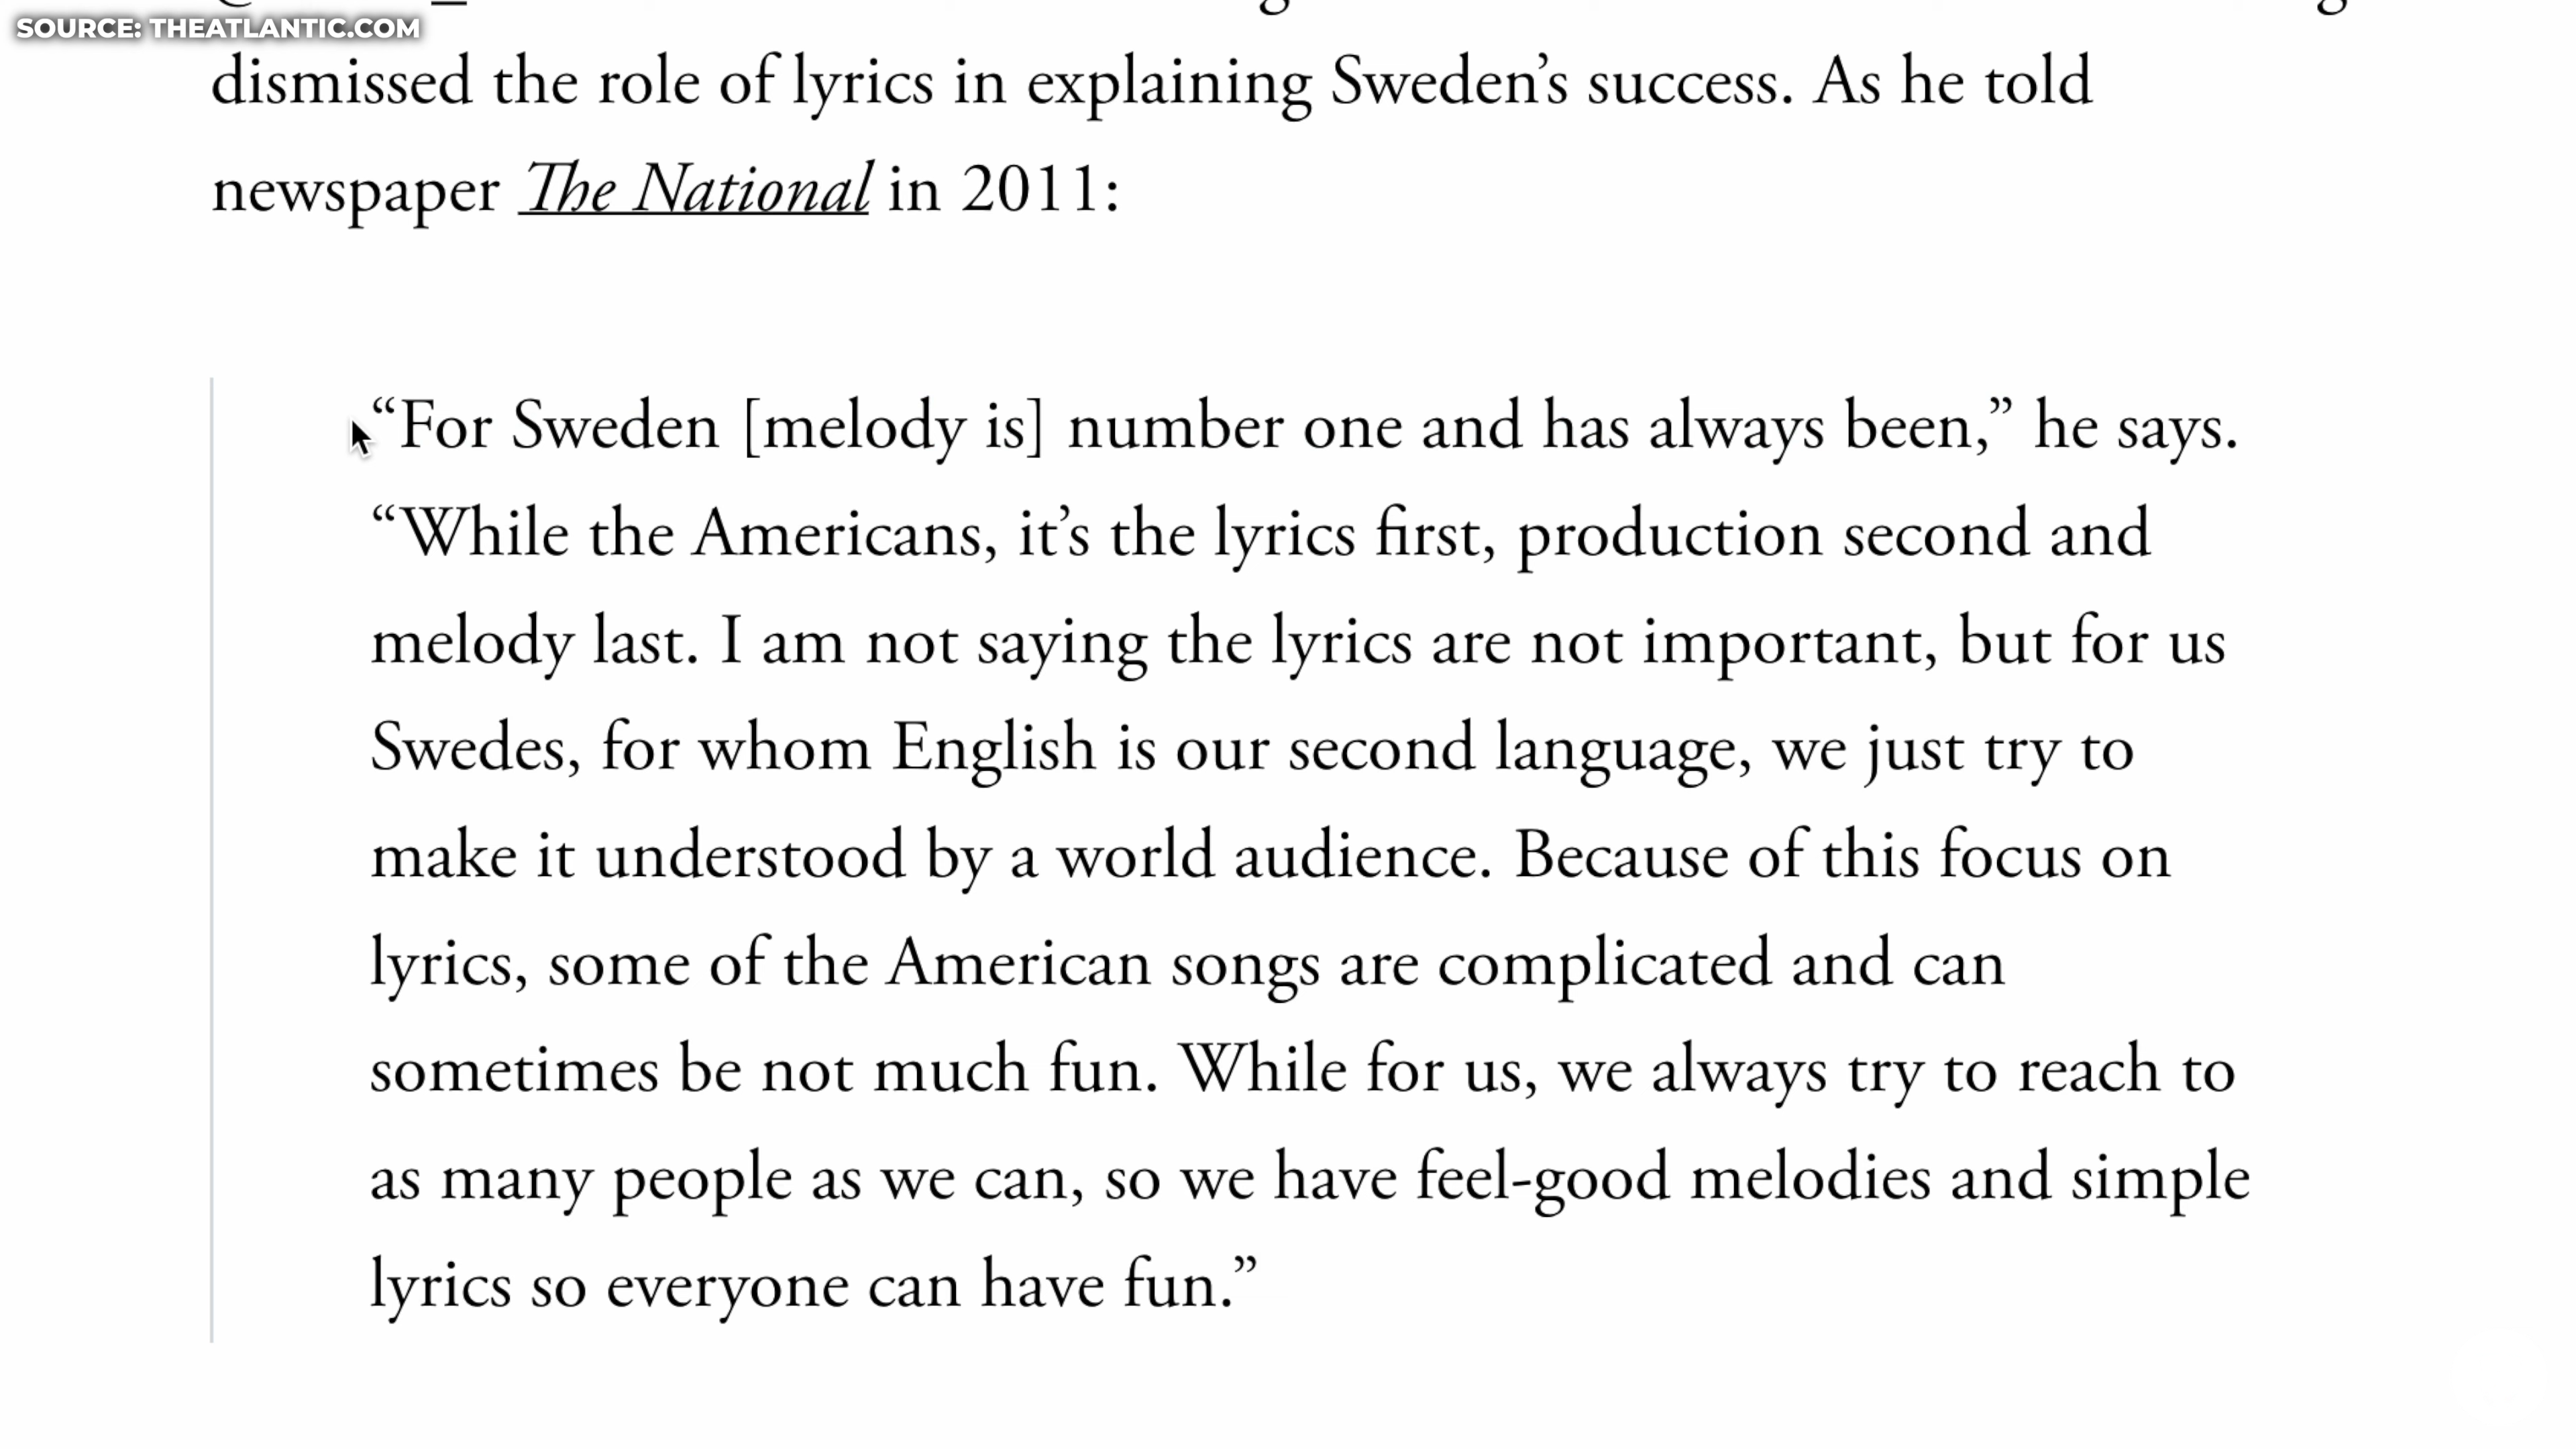 SOURCE: THEATLANTIC.COM
dismissed the role of lyrics in explaining Sweden’s success. As he told
newspaper The National in 2011:
“For Sweden [melody is] number one and has always been,” he says.
“While the Americans, it’s the lyrics first, production second and
melody last. I am not saying the lyrics are not important, but for us
Swedes, for whom English is our second language, we just try to
make it understood by a world audience. Because of this focus on
lyrics, some of the American songs are complicated and can
sometimes be not much fun. While for us, we always try to reach to
as many people as we can, so we have feel-good melodies and simple
lyrics so everyone can have fun.”